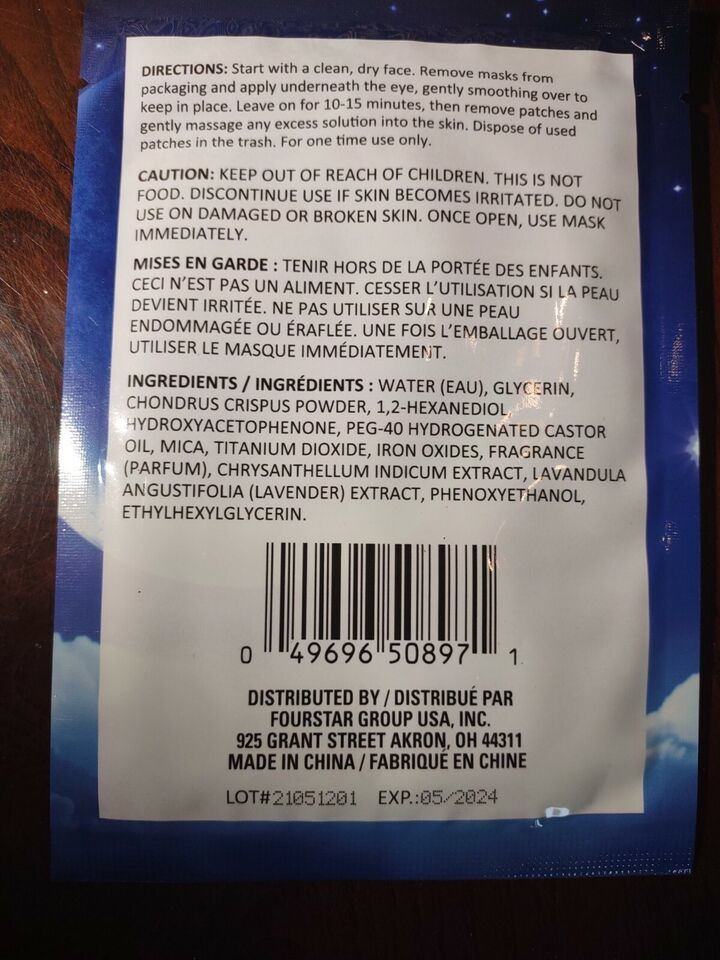 DIRECTIONS: Start with a clean, dry face. Remove masks from
packaging and apply underneath the eye, gently smoothing over to
keep in place. Leave on for 10-15 minutes, then remove patches and
gently massage any excess solution into the skin. Dispose of used
patches in the trash. For one time use only.
CAUTION: KEEP OUT OF REACH OF CHILDREN. THIS IS NOT
FOOD. DISCONTINUE USE IF SKIN BECOMES IRRITATED. DO NOT
USE ON DAMAGED OR BROKEN SKIN. ONCE OPEN, USE MASK
IMMEDIATELY.
MISES EN GARDE : TENIR HORS DE LA PORTÉE DES ENFANTS.
CECI N'EST PAS UN ALIMENT. CESSER L'UTILISATION SI LA PEAU
DEVIENT IRRITÉE. NE PAS UTILISER SUR UNE PEAU
ENDOMMAGÉE OU ÉRAFLÉE. UNE FOIS L'EMBALLAGE OUVERT,
UTILISER LE MASQUE IMMÉDIATEMENT.
INGREDIENTS / INGRÉDIENTS : WATER (EAU), GLYCERIN,
CHONDRUS CRISPUS POWDER, 1,2-HEXANEDIOL,
HYDROXYACETOPHENONE, PEG-40 HYDROGENATED CASTOR
OIL, MICA, TITANIUM DIOXIDE, IRON OXIDES, FRAGRANCE
(PARFUM), CHRYSANTHELLUM INDICUM EXTRACT, LAVANDULA
ANGUSTIFOLIA (LAVENDER) EXTRACT, PHENOXYETHANOL,
ETHYLHEXYLGLYCERIN.
0 49696 50897 1
DISTRIBUTED BY / DISTRIBUÉ PAR
FOURSTAR GROUP USA, INC.
925 GRANT STREET AKRON, OH 44311
MADE IN CHINA / FABRIQUÉ EN CHINE
LOT#21051201 EXP.:05/2024